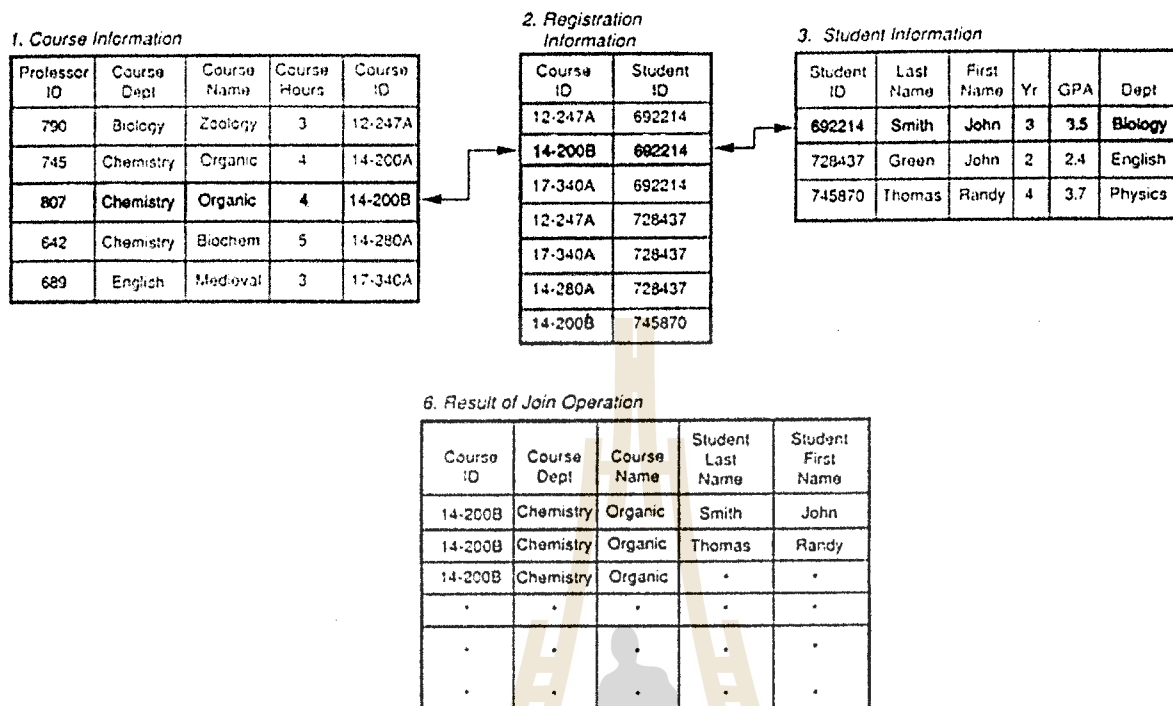 1. Course Information
Professor ID | Course Dept | Course Name | Course Hours | Course ID
790 | Biology | Zoology | 3 | 12-247A
745 | Chemistry | Organic | 4 | 14-200A
807 | Chemistry | Organic | 4 | 14-200B
642 | Chemistry | Biochem | 5 | 14-280A
689 | English | Medieval | 3 | 17-340A
2. Registration
Information
Course ID | Student ID
12-247A | 692214
14-200B | 692214
17-340A | 692214
12-247A | 728437
17-340A | 728437
14-280A | 728437
14-200B | 745870
3. Student Information
Student ID | Last Name | First Name | Yr | GPA | Dept
692214 | Smith | John | 3 | 3.5 | Biology
728437 | Green | John | 2 | 2.4 | English
745870 | Thomas | Randy | 4 | 3.7 | Physics
6. Result of Join Operation
Course ID | Course Dept | Course Name | Student Last Name | Student First Name
14-200B | Chemistry | Organic | Smith | John
14-200B | Chemistry | Organic | Thomas | Randy
14-200B | Chemistry | Organic | • | •
• | • | • | • | •
• | • | • | • | •
• | • | • | • | •